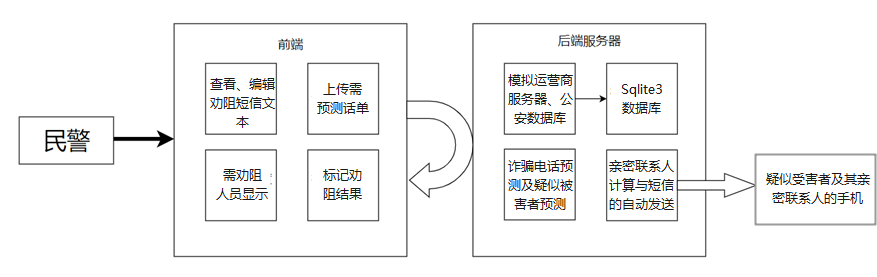 民警
前端
查看、编辑
劝阻短信文
本
上传需
预测话单
需劝阻
人员显示
标记劝
阻结果
后端服务器
模拟运营商
服务器、公
安数据库
Sqlite3
数据库
诈骗电话预
测及疑似被
害者预测
亲密联系人
计算与短信
的自动发送
疑似受害者及其亲
密联系人的手机